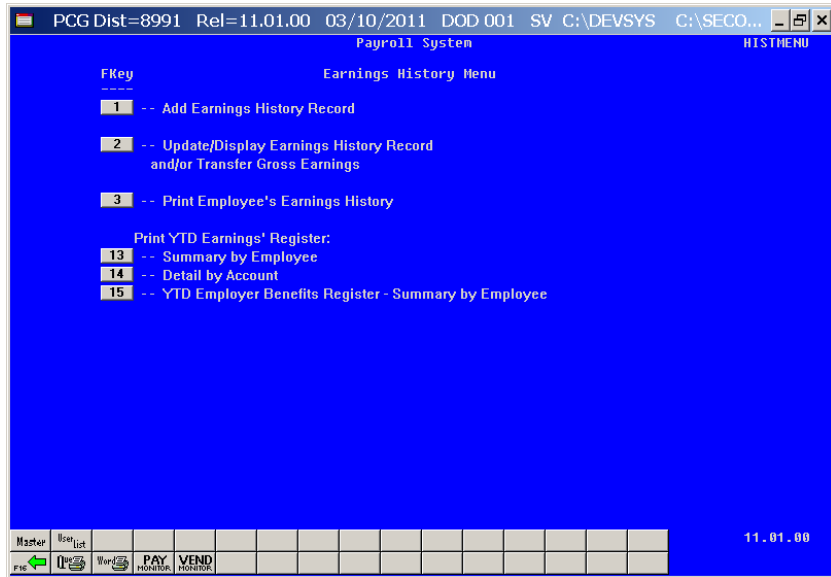 PCG Dist=8991 Rel=11.01.00 03/10/2011 DOD 001 SV C:\DEVSYS C:\SECO...
Payroll System HISTMENU
FKey Earnings History Menu
----
1 -- Add Earnings History Record
2 -- Update/Display Earnings History Record
and/or Transfer Gross Earnings
3 -- Print Employee's Earnings History
Print YTD Earnings' Register:
13 -- Summary by Employee
14 -- Detail by Account
15 -- YTD Employer Benefits Register - Summary by Employee
Master User list 11.01.00
F16 Que Word PAY MONITOR VEND MONITOR